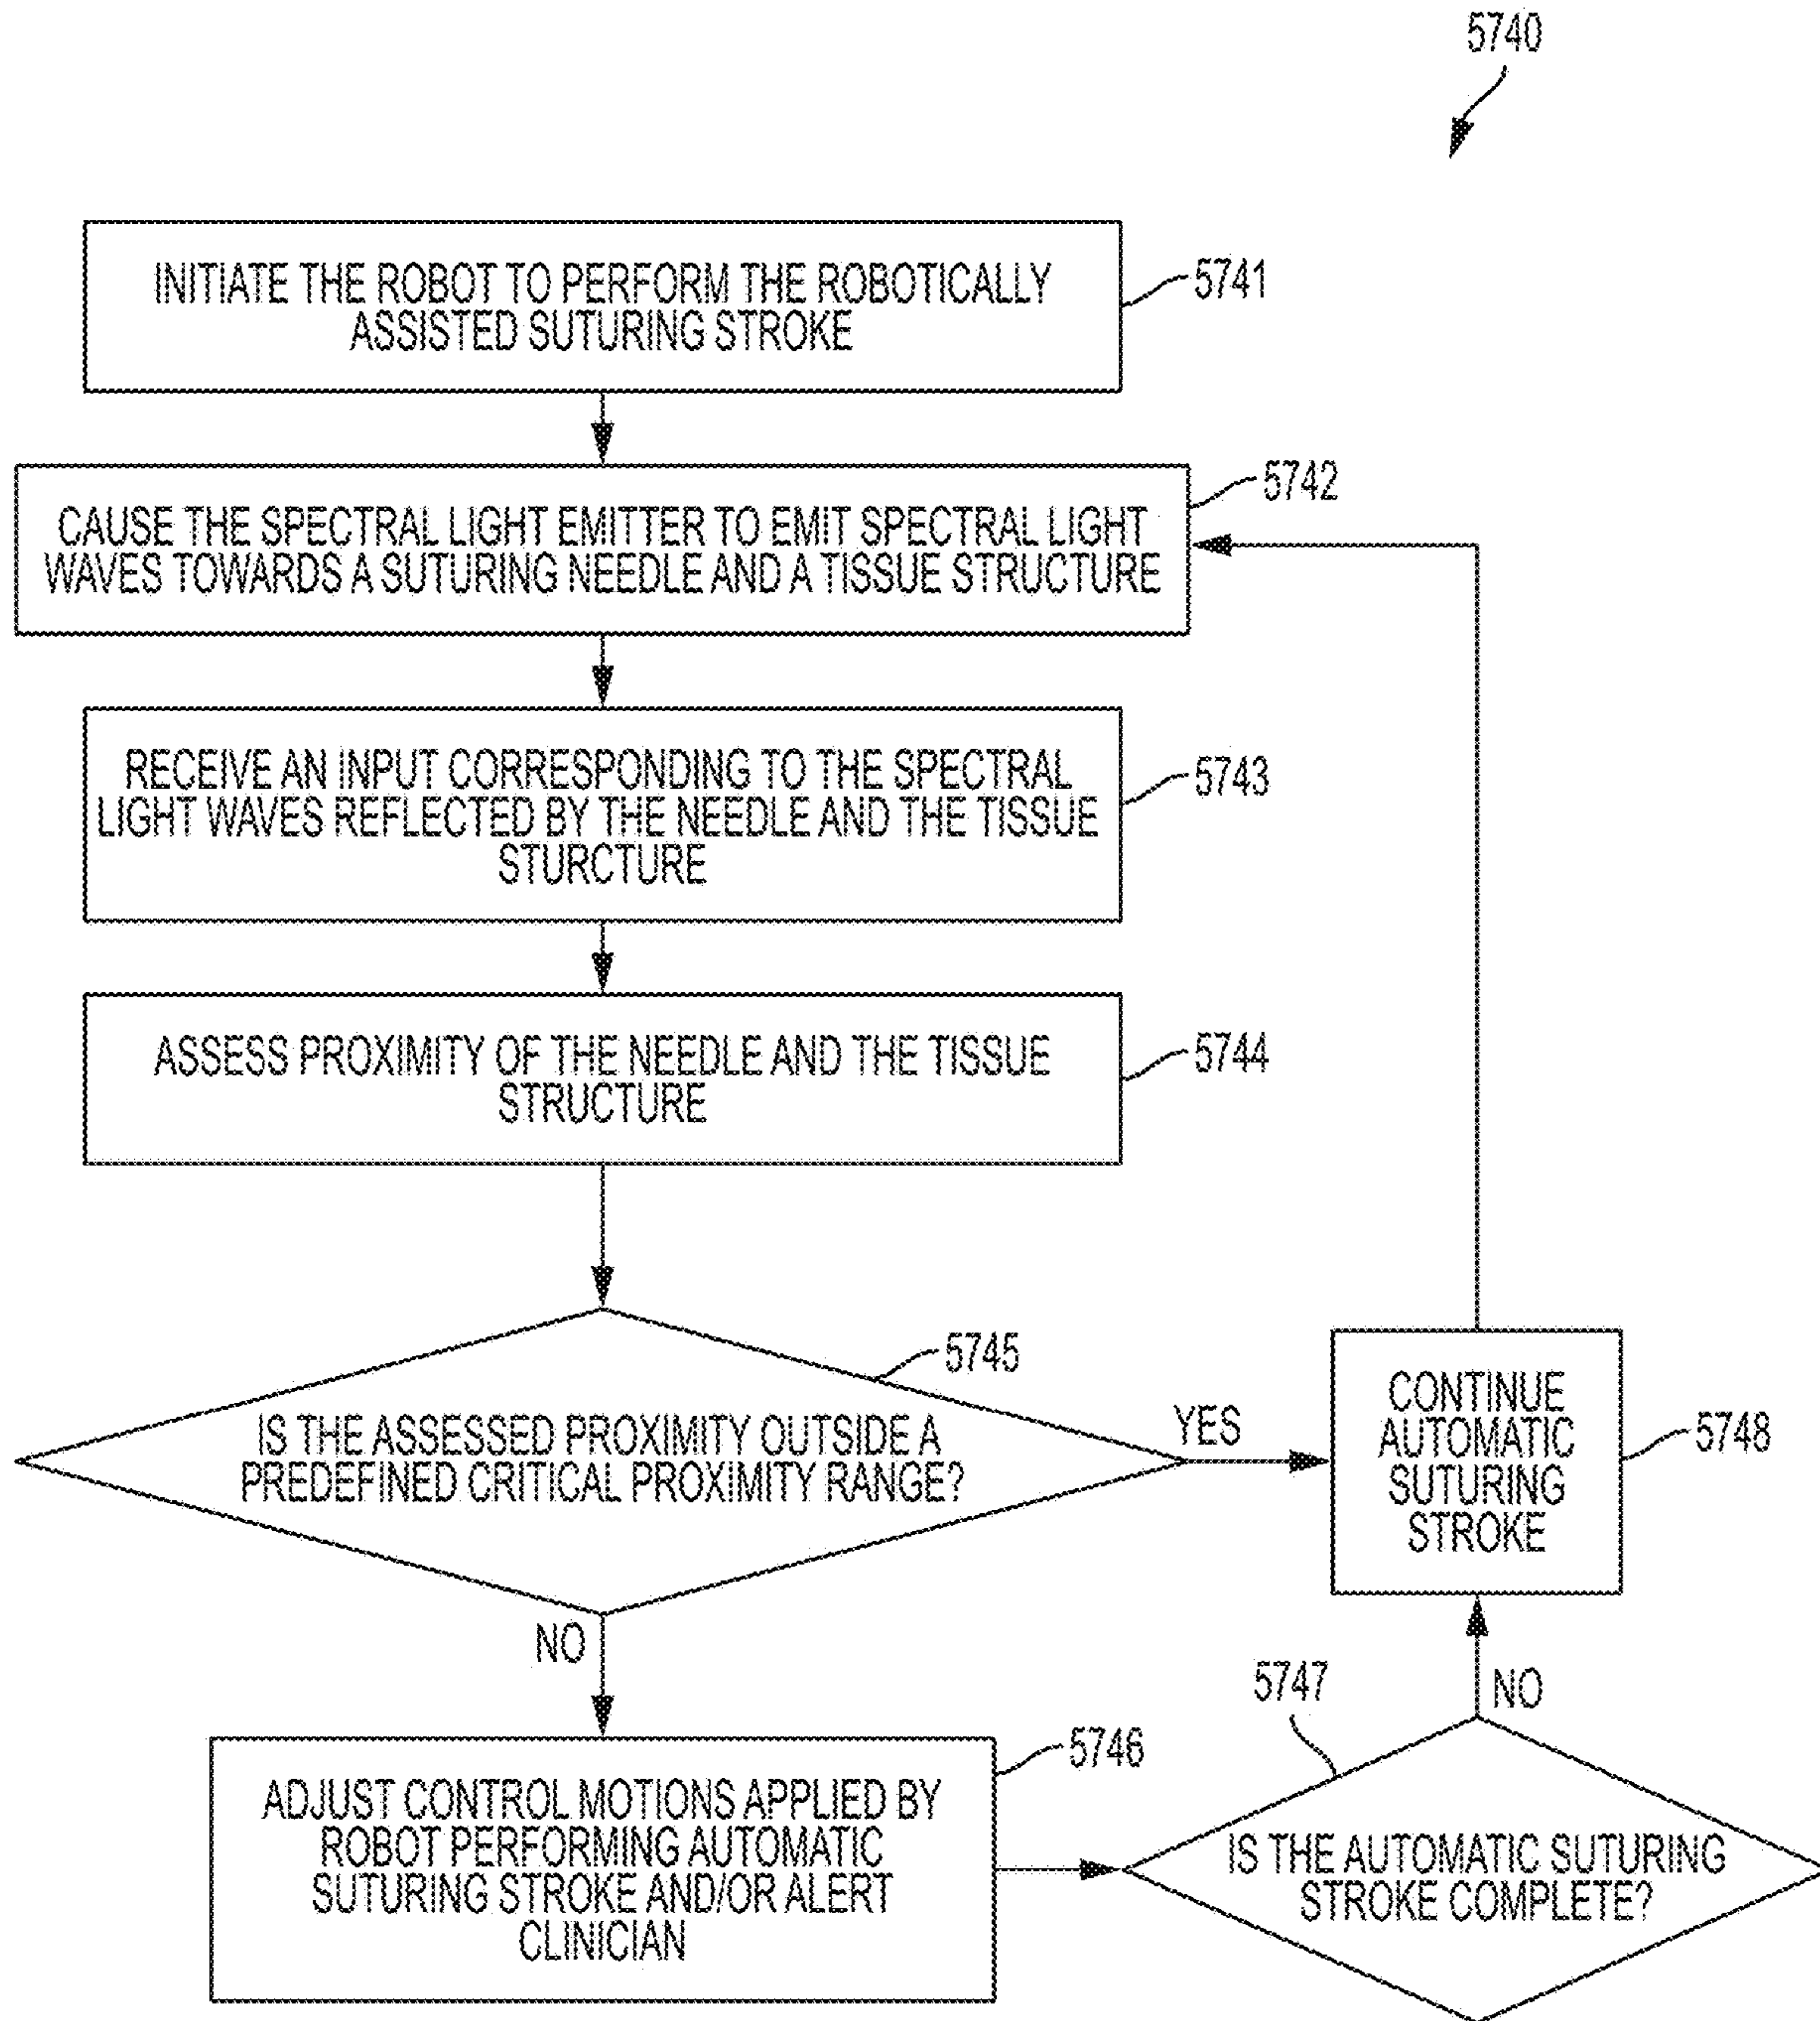 5740
INITIATE THE ROBOT TO PERFORM THE ROBOTICALLY
ASSISTED SUTURING STROKE
5741
CAUSE THE SPECTRAL LIGHT EMITTER TO EMIT SPECTRAL LIGHT
WAVES TOWARDS A SUTURING NEEDLE AND A TISSUE STRUCTURE
5742
RECEIVE AN INPUT CORRESPONDING TO THE SPECTRAL
LIGHT WAVES REFLECTED BY THE NEEDLE AND THE TISSUE
STURCTURE
5743
ASSESS PROXIMITY OF THE NEEDLE AND THE TISSUE
STRUCTURE
5744
IS THE ASSESSED PROXIMITY OUTSIDE A
PREDEFINED CRITICAL PROXIMITY RANGE?
5745
YES
NO
CONTINUE
AUTOMATIC
SUTURING
STROKE
5748
ADJUST CONTROL MOTIONS APPLIED BY
ROBOT PERFORMING AUTOMATIC
SUTURING STROKE AND/OR ALERT
CLINICIAN
5746
IS THE AUTOMATIC SUTURING
STROKE COMPLETE?
5747
NO